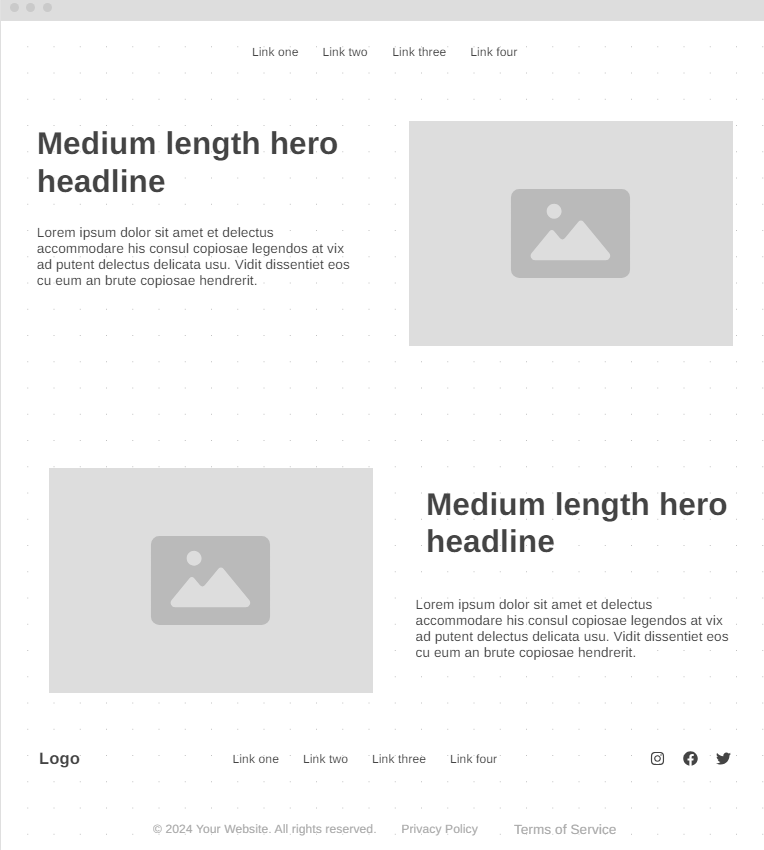 Link one Link two Link three Link four
Medium length hero
headline
Lorem ipsum dolor sit amet et delectus
accommodare his consul copiosae legendos at vix
ad putent delectus delicata usu. Vidit dissentiet eos
cu eum an brute copiosae hendrerit.
Medium length hero
headline
Lorem ipsum dolor sit amet et delectus
accommodare his consul copiosae legendos at vix
ad putent delectus delicata usu. Vidit dissentiet eos
cu eum an brute copiosae hendrerit.
Logo Link one Link two Link three Link four
© 2024 Your Website. All rights reserved. Privacy Policy Terms of Service